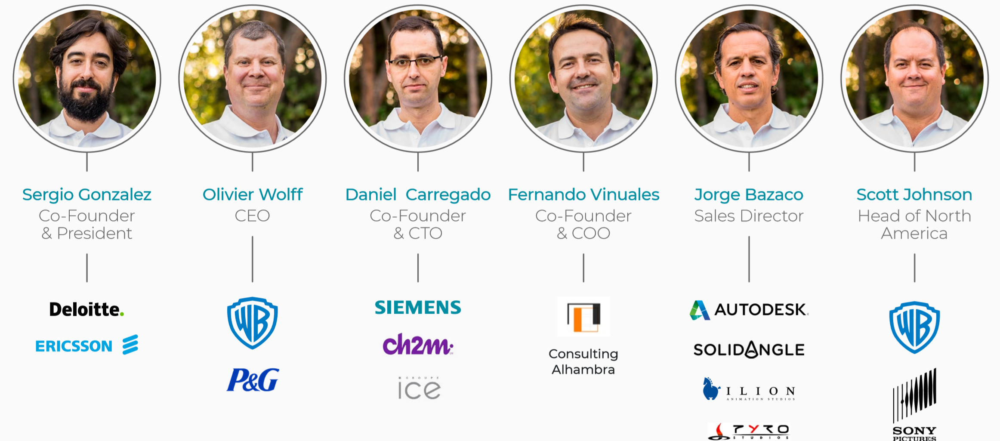 Sergio Gonzalez
Co-Founder
& President
Deloitte.
ERICSSON
Olivier Wolff
CEO
WB
P&G
Daniel  Carregado
Co-Founder
& CTO
SIEMENS
ch2m:
GROUPE
ice
Fernando Vinuales
Co-Founder
& COO
Consulting
Alhambra
Jorge Bazaco
Sales Director
AUTODESK.
SOLIDANGLE
ILION
ANIMATION STUDIOS
PYRO
STUDIOS
Scott Johnson
Head of North
America
WB
SONY
PICTURES